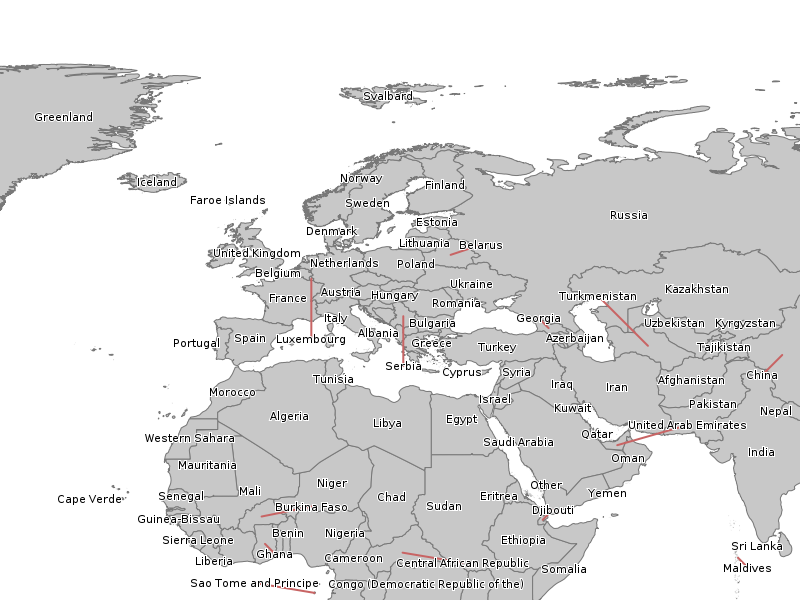 Svalbard
Greenland
Iceland
Norway
Finland
Faroe Islands
Sweden
Russia
Estonia
Denmark
Lithuania
Belarus
United Kingdom
Netherlands
Poland
Belgium
Ukraine
Kazakhstan
France
Austria
Hungary
Turkmenistan
Romania
Italy
Georgia
Bulgaria
Uzbekistan
Kyrgyzstan
Albania
Portugal
Spain
Luxembourg
Greece
Azerbaijan
Turkey
Tajikistan
Serbia
Cyprus
Syria
China
Tunisia
Afghanistan
Iraq
Iran
Morocco
Israel
Pakistan
Kuwait
Nepal
Algeria
Libya
Egypt
United Arab Emirates
Western Sahara
Qatar
Saudi Arabia
India
Oman
Mauritania
Niger
Other
Mali
Yemen
Cape Verde
Senegal
Chad
Eritrea
Burkina Faso
Sudan
Djibouti
Guinea-Bissau
Benin
Nigeria
Sierra Leone
Ethiopia
Sri Lanka
Ghana
Cameroon
Liberia
Central African Republic
Somalia
Maldives
Sao Tome and Principe
Congo (Democratic Republic of the)